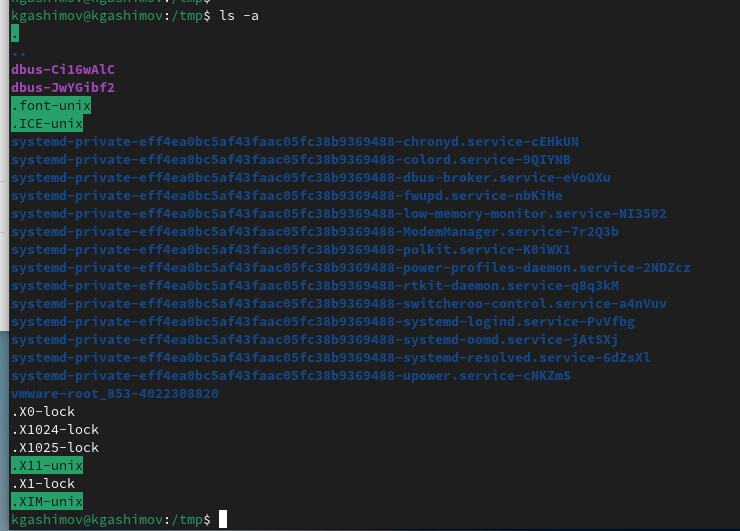 kgashimov@kgashimov:/tmp$ ls -a
.
..
dbus-Ci16wAlC
dbus-JwYGibf2
.font-unix
.ICE-unix
systemd-private-eff4ea0bc5af43faac05fc38b9369488-chronyd.service-cEHkUN
systemd-private-eff4ea0bc5af43faac05fc38b9369488-colord.service-9QIYNB
systemd-private-eff4ea0bc5af43faac05fc38b9369488-dbus-broker.service-eVoOXu
systemd-private-eff4ea0bc5af43faac05fc38b9369488-fwupd.service-nbKiHe
systemd-private-eff4ea0bc5af43faac05fc38b9369488-low-memory-monitor.service-NI3502
systemd-private-eff4ea0bc5af43faac05fc38b9369488-ModemManager.service-7r2Q3b
systemd-private-eff4ea0bc5af43faac05fc38b9369488-polkit.service-K0iWX1
systemd-private-eff4ea0bc5af43faac05fc38b9369488-power-profiles-daemon.service-2NDZcz
systemd-private-eff4ea0bc5af43faac05fc38b9369488-rtkit-daemon.service-q8q3kM
systemd-private-eff4ea0bc5af43faac05fc38b9369488-switcheroo-control.service-a4nVuv
systemd-private-eff4ea0bc5af43faac05fc38b9369488-systemd-logind.service-PvVfbg
systemd-private-eff4ea0bc5af43faac05fc38b9369488-systemd-oomd.service-jAtSXj
systemd-private-eff4ea0bc5af43faac05fc38b9369488-systemd-resolved.service-6dZsXl
systemd-private-eff4ea0bc5af43faac05fc38b9369488-upower.service-cNKZmS
vmware-root_853-4022308820
.X0-lock
.X1024-lock
.X1025-lock
.X11-unix
.X1-lock
.XIM-unix
kgashimov@kgashimov:/tmp$